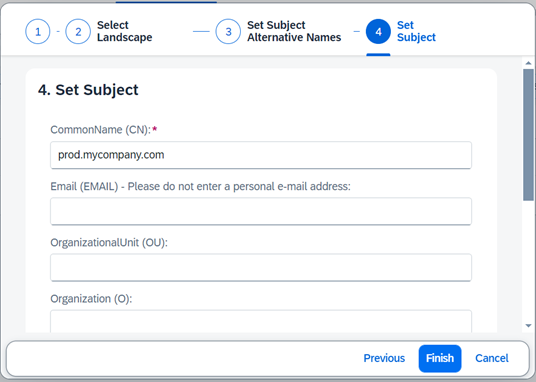 1
2
Select
Landscape
3
Set Subject
Alternative Names
4
Set
Subject
4. Set Subject
CommonName (CN):*
prod.mycompany.com
Email (EMAIL) - Please do not enter a personal e-mail address:
OrganizationalUnit (OU):
Organization (O):
Previous
Finish
Cancel